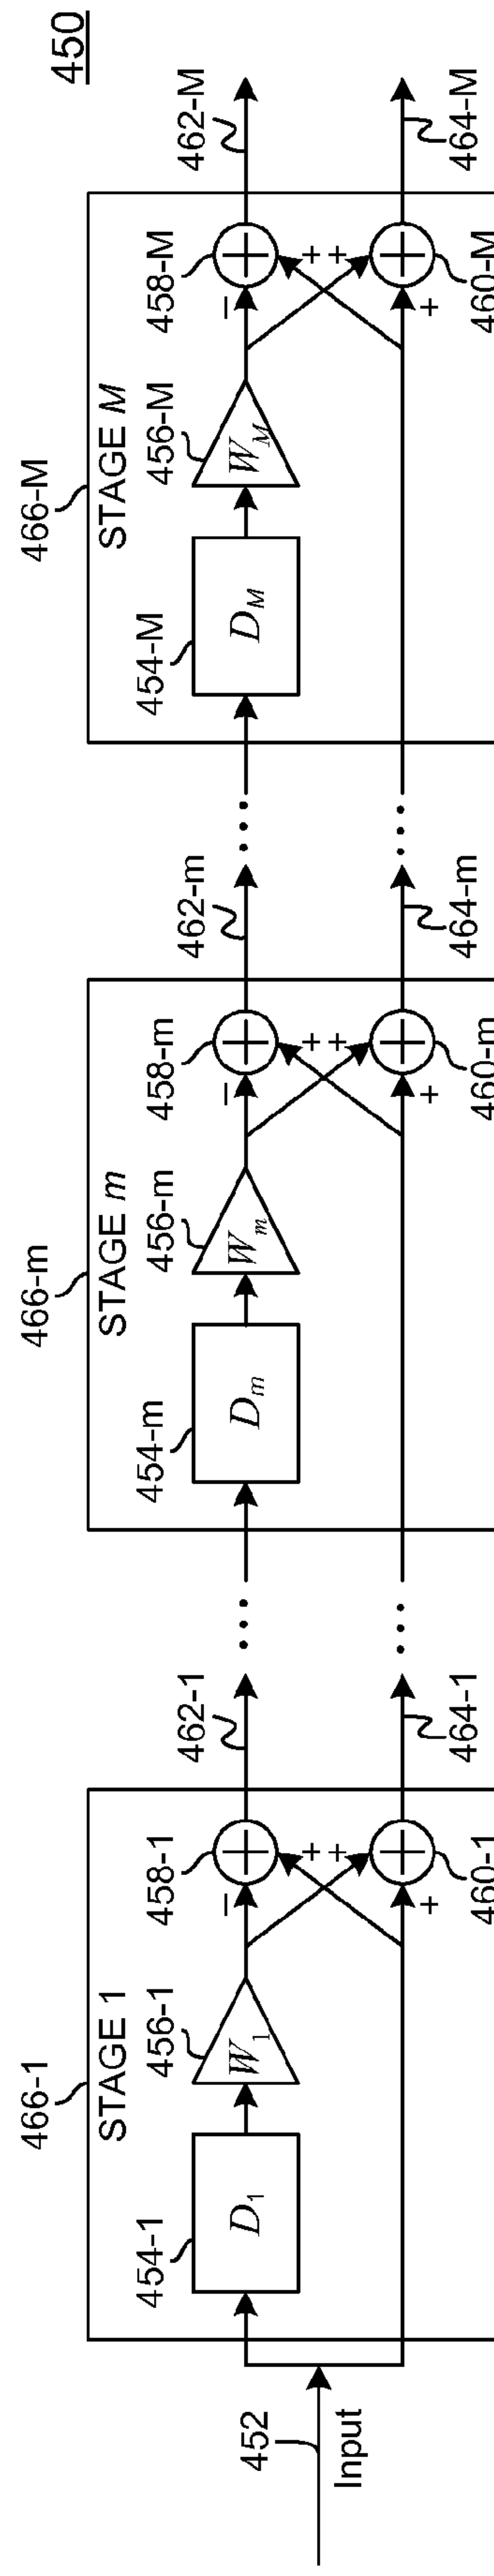 450
466-1
STAGE 1
454-1
D₁
456-1
W₁
458-1
−
+ +
+
460-1
462-1
464-1
452
Input
...
...
466-m
STAGE m
454-m
Dₘ
456-m
Wₘ
458-m
−
+ +
+
460-m
462-m
464-m
...
...
466-M
STAGE M
454-M
D_M
456-M
W_M
458-M
−
+ +
+
460-M
462-M
464-M